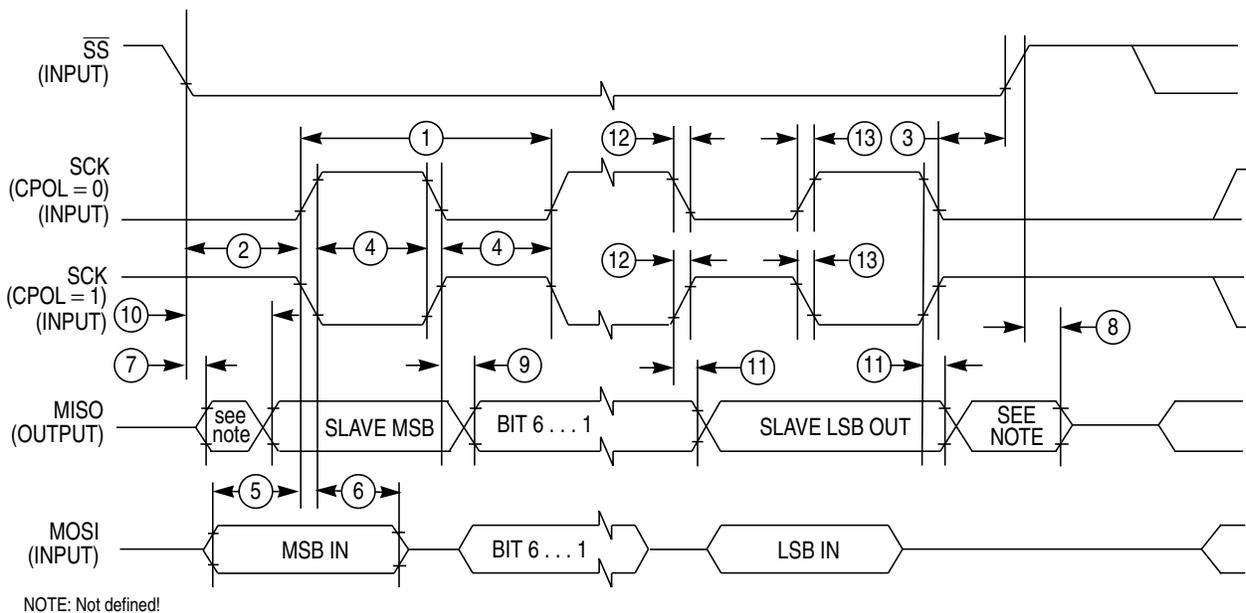 SS
(INPUT)
1
12
13
3
SCK
(CPOL = 0)
(INPUT)
2
4
4
12
13
SCK
(CPOL = 1)
(INPUT)
10
8
7
9
11
11
MISO
(OUTPUT)
see
note
SLAVE MSB
BIT 6 . . . 1
SLAVE LSB OUT
SEE
NOTE
5
6
MOSI
(INPUT)
MSB IN
BIT 6 . . . 1
LSB IN
NOTE: Not defined!